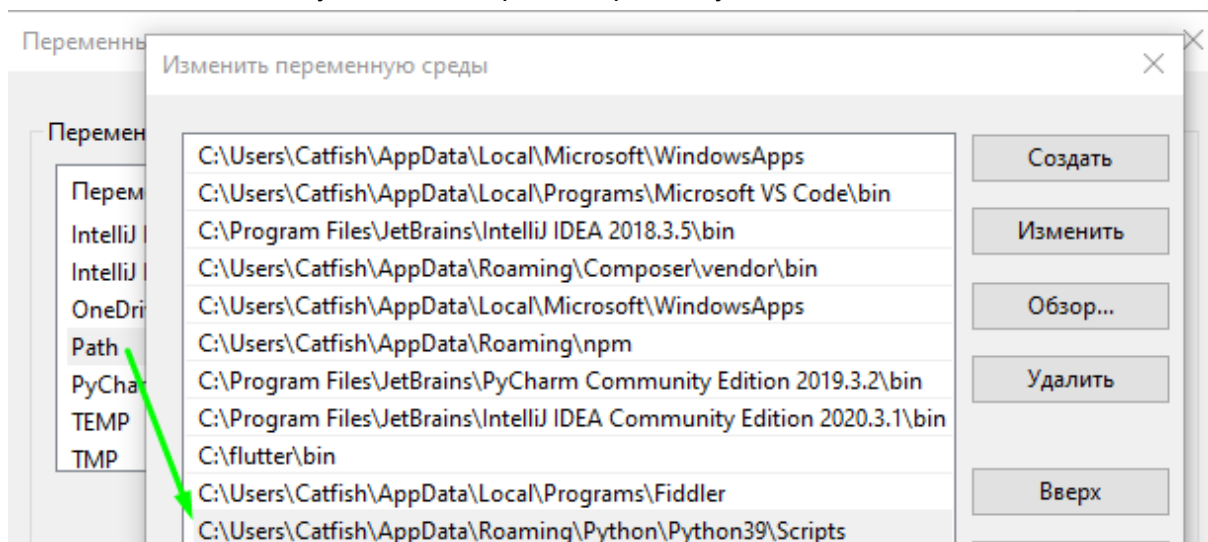 Переменнь
Изменить переменную среды
Перемен
Перем
IntelliJ
IntelliJ
OneDri
Path
PyChar
TEMP
TMP
C:\Users\Catfish\AppData\Local\Microsoft\WindowsApps
C:\Users\Catfish\AppData\Local\Programs\Microsoft VS Code\bin
C:\Program Files\JetBrains\IntelliJ IDEA 2018.3.5\bin
C:\Users\Catfish\AppData\Roaming\Composer\vendor\bin
C:\Users\Catfish\AppData\Local\Microsoft\WindowsApps
C:\Users\Catfish\AppData\Roaming\npm
C:\Program Files\JetBrains\PyCharm Community Edition 2019.3.2\bin
C:\Program Files\JetBrains\IntelliJ IDEA Community Edition 2020.3.1\bin
C:\flutter\bin
C:\Users\Catfish\AppData\Local\Programs\Fiddler
C:\Users\Catfish\AppData\Roaming\Python\Python39\Scripts
Создать
Изменить
Обзор...
Удалить
Вверх